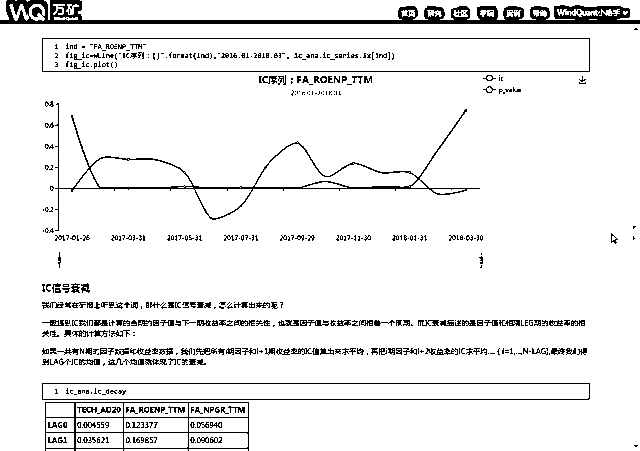 WQ 万矿
首页 研究 社区 学院 资料 帮助 WindQuant小助手
1 ind = "FA_ROENP_TTM"
2 fig_ic=wLine("IC序列：{}".format(ind),"2016.01-2018.03", ic_ana.ic_series.ix[ind])
3 fig_ic.plot()
IC序列：FA_ROENP_TTM
2016.01-2018.03
ic
p_value
0.8
0.6
0.4
0.2
0
-0.2
-0.4
2017-01-26 2017-03-31 2017-05-31 2017-07-31 2017-09-29 2017-11-30 2018-01-31 2018-03-30
IC信号衰减
我们经常在研报上听到这个词，那什么是IC信号衰减，怎么计算出来的呢？
一般提到IC我们都是计算的当期的因子值与下一期收益率之间的相关性，也就是因子值与收益率之间相差一个周期。而IC衰减描述的是因子值和相隔LEG期的收益率的相
关性。具体的计算方法如下：
如果一共有N期的因子数据和收益率数据，我们先把所有i期因子和i+1期收益率的IC值算出来求平均，再把i期因子和i+2收益率的IC求平均... { i=1,...,N-LAG},最终我们得
到LAG个IC的均值，这几个均值就体现了IC的衰减。
1 ic_ana.ic_decay
TECH_AD20 FA_ROENP_TTM FA_NPGR_TTM
LAG0 0.004559 0.123377 0.056940
LAG1 0.035621 0.169857 0.090602